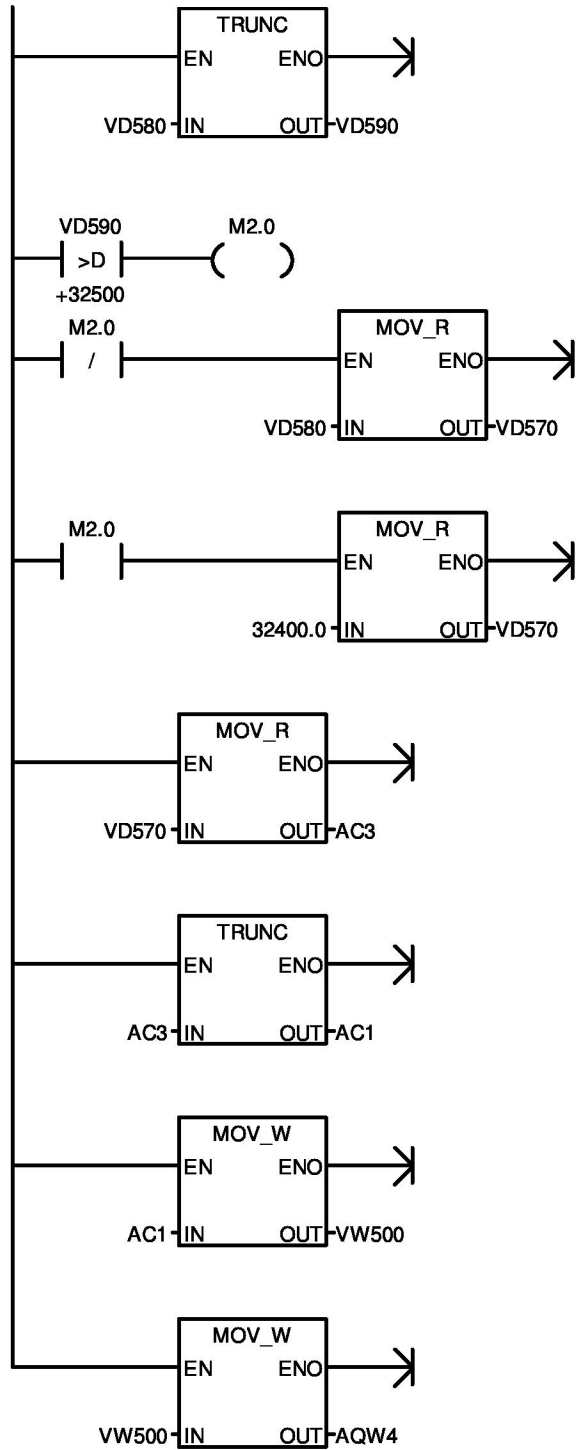 TRUNC
EN ENO
VD580 IN OUT VD590
VD590 M2.0
>D
+32500
M2.0
/
MOV_R
EN ENO
VD580 IN OUT VD570
M2.0
MOV_R
EN ENO
32400.0 IN OUT VD570
MOV_R
EN ENO
VD570 IN OUT AC3
TRUNC
EN ENO
AC3 IN OUT AC1
MOV_W
EN ENO
AC1 IN OUT VW500
MOV_W
EN ENO
VW500 IN OUT AQW4